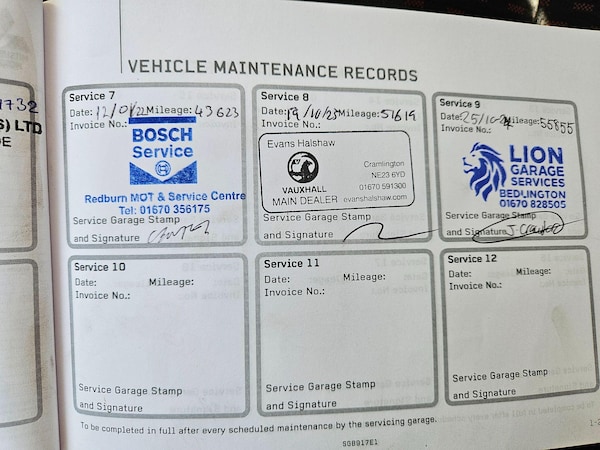 1732
S) LTD
DE
VEHICLE MAINTENANCE RECORDS
Service 7
Date: 12/01/22 Mileage: 43623
Invoice No.:
BOSCH
Service
Redburn MOT & Service Centre
Tel: 01670 356175
Service Garage Stamp
and Signature
Service 8
Date: 19/10/23 Mileage: 51619
Invoice No.:
Evans Halshaw
VAUXHALL
MAIN DEALER
Cramlington
NE23 6YD
01670 591300
evanshalshaw.com
Service Garage Stamp
and Signature
Service 9
Date: 25/10/24 Mileage: 55855
Invoice No.:
LION
GARAGE
SERVICES
BEDLINGTON
01670 828505
Service Garage Stamp
and Signature
Service 10
Date: Mileage:
Invoice No.:
Service Garage Stamp
and Signature
Service 11
Date: Mileage:
Invoice No.:
Service Garage Stamp
and Signature
Service 12
Date: Mileage:
Invoice No.:
Service Garage Stamp
and Signature
To be completed in full after every scheduled maintenance by the servicing garage.
S0B917E1
1-2